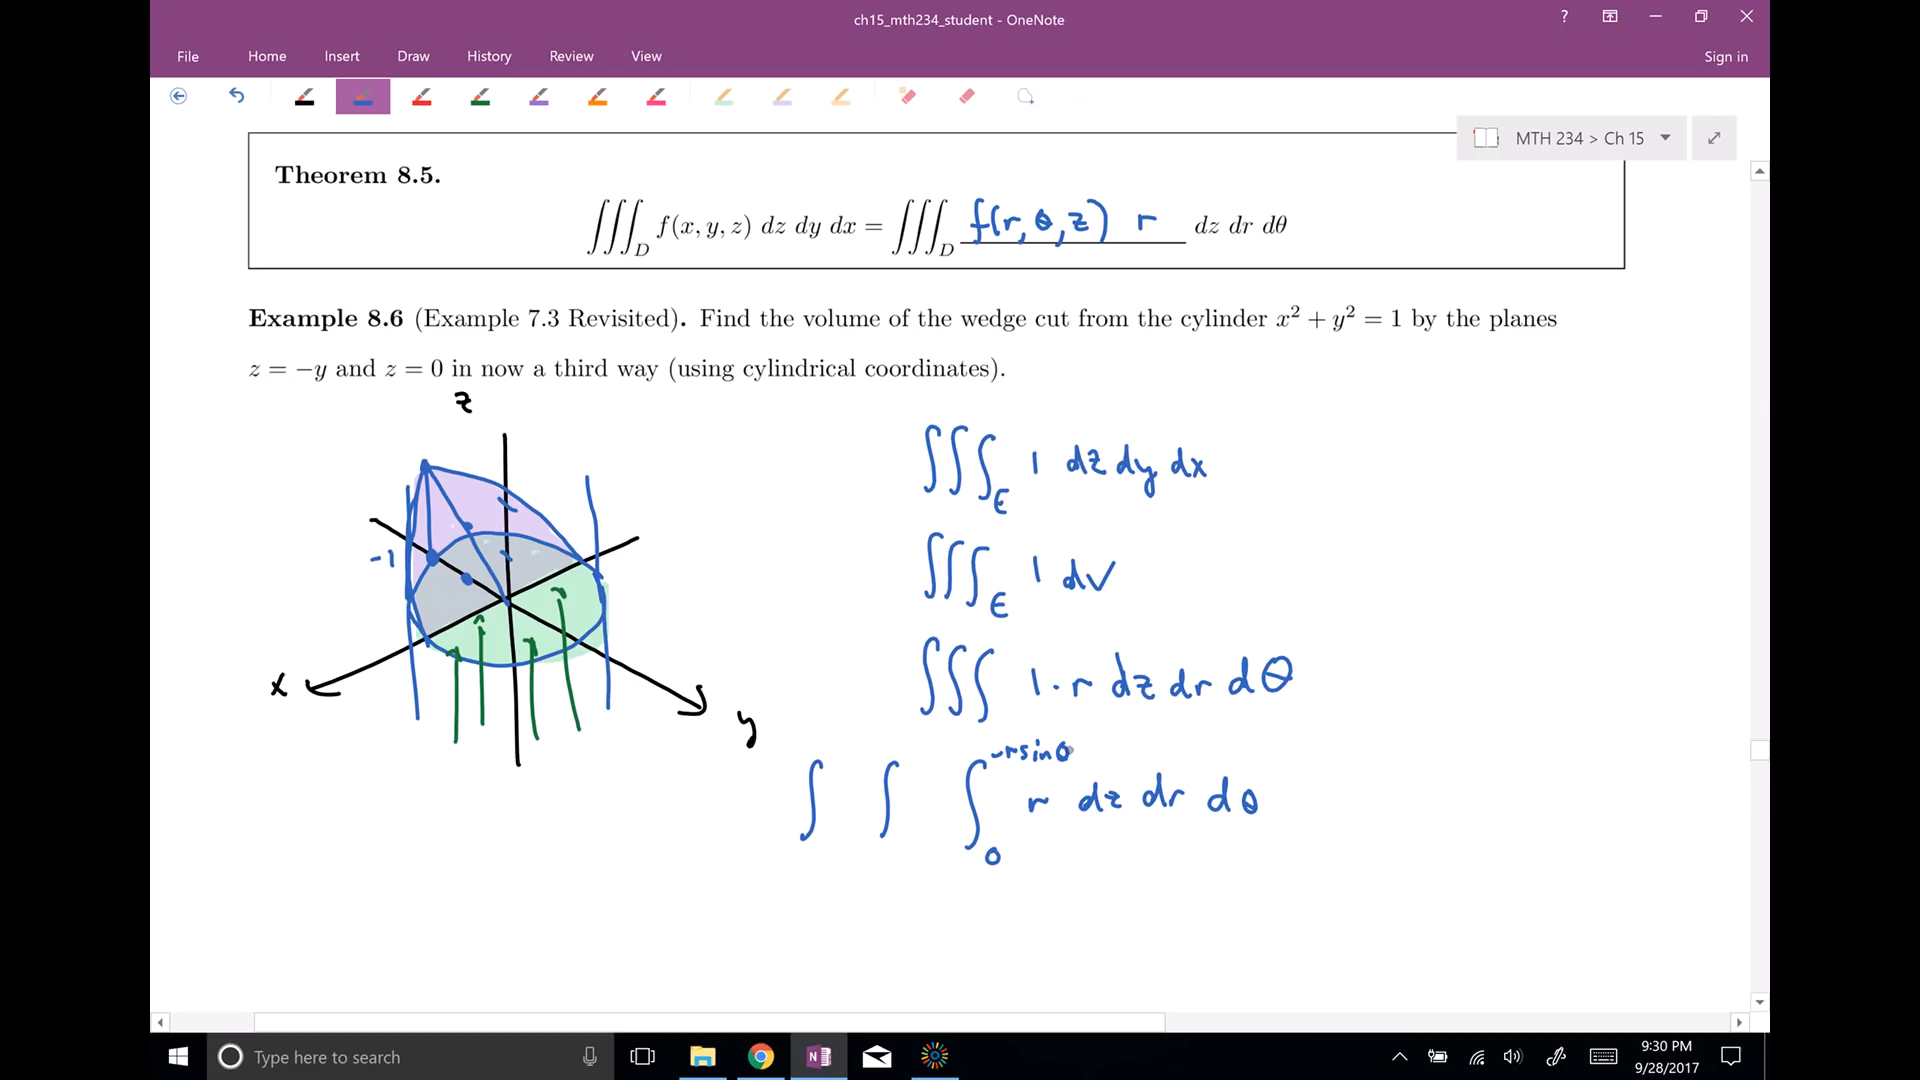 ch15_mth234_student - OneNote
?
File Home Insert Draw History Review View Sign in
MTH 234 > Ch 15
Theorem 8.5.
∭_D f(x, y, z) dz dy dx = ∭_D f(r, θ, z) r dz dr dθ
Example 8.6 (Example 7.3 Revisited). Find the volume of the wedge cut from the cylinder x² + y² = 1 by the planes
z = −y and z = 0 in now a third way (using cylindrical coordinates).
z
-1
x
y
∭_E 1 dz dy dx
∭_E 1 dV
∭ 1 · r dz dr dθ
∫ ∫ ∫_0^{-r sin θ} r dz dr dθ
Type here to search
9:30 PM
9/28/2017